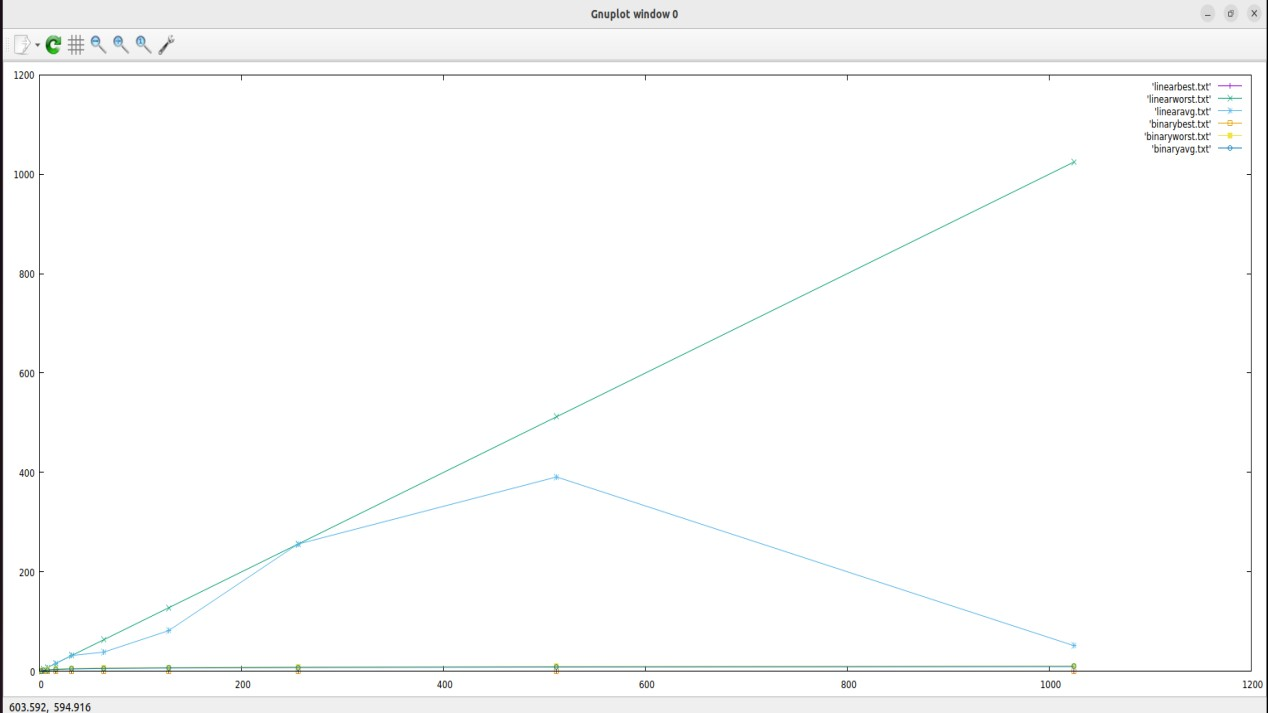 Gnuplot window 0
1200
1000
800
600
400
200
0
'linearbest.txt'
'linearworst.txt'
'linearavg.txt'
'binarybest.txt'
'binaryworst.txt'
'binaryavg.txt'
0 200 400 600 800 1000 1200
603.592, 594.916